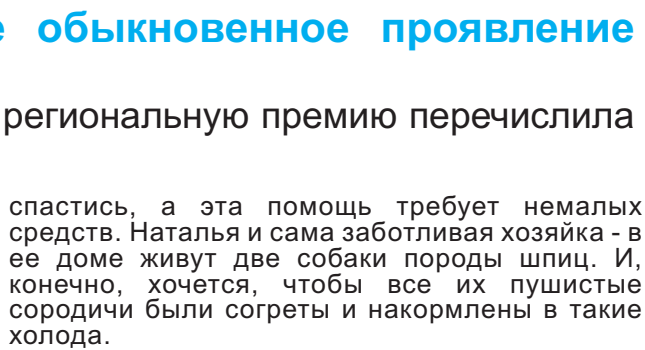 е обыкновенное проявление
региональную премию перечислила
спастись, а эта помощь требует немалых
средств. Наталья и сама заботливая хозяйка - в
ее доме живут две собаки породы шпиц. И,
конечно, хочется, чтобы все их пушистые
сородичи были согреты и накормлены в такие
холода.